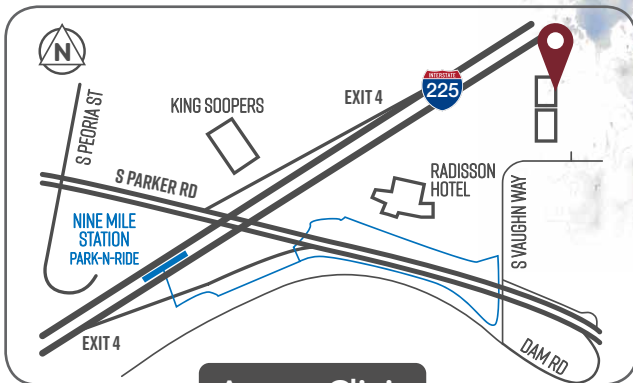 N
S PEORIA ST
KING SOOPERS
EXIT 4
INTERSTATE
225
S PARKER RD
RADISSON
HOTEL
S VAUGHN WAY
NINE MILE
STATION
PARK-N-RIDE
EXIT 4
DAM RD